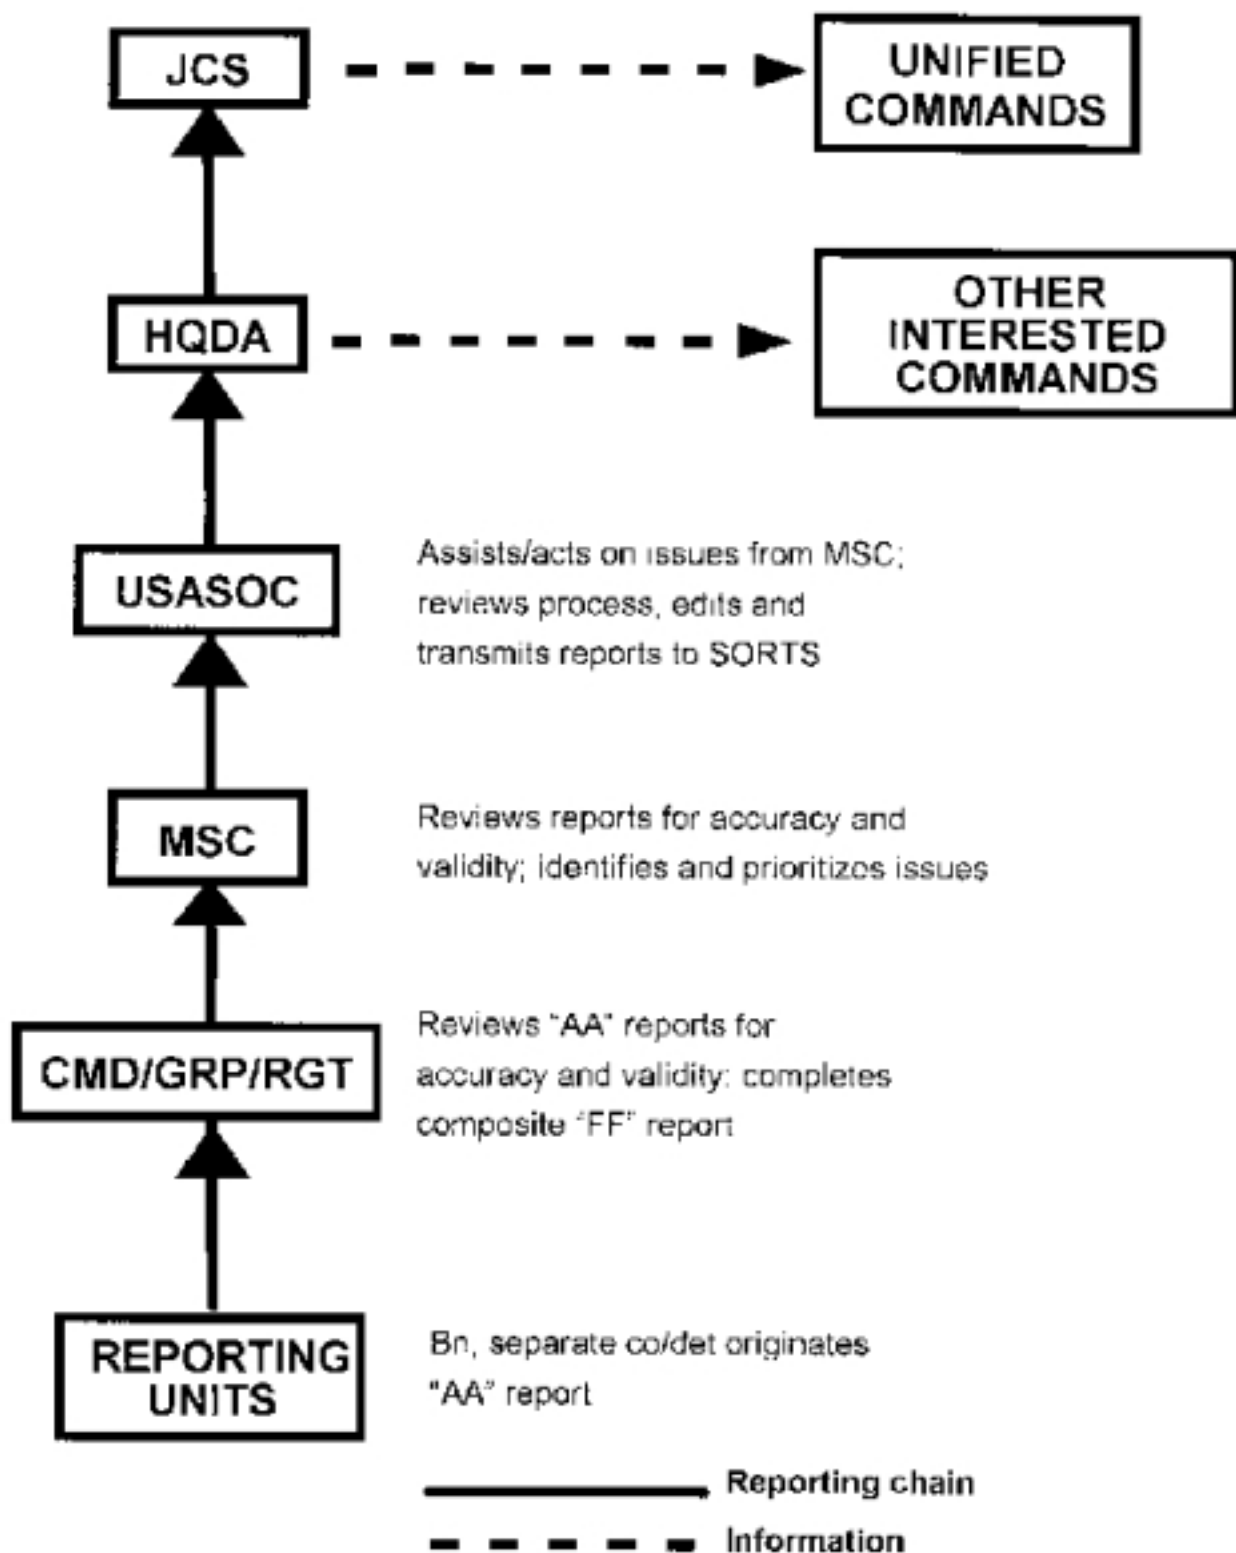 JCS
UNIFIED
COMMANDS
HQDA
OTHER
INTERESTED
COMMANDS
USASOC
Assists/acts on issues from MSC;
reviews process, edits and
transmits reports to SORTS
MSC
Reviews reports for accuracy and
validity; identifies and prioritizes issues
CMD/GRP/RGT
Reviews "AA" reports for
accuracy and validity; completes
composite "FF" report
REPORTING
UNITS
Bn, separate co/det originates
"AA" report
Reporting chain
Information